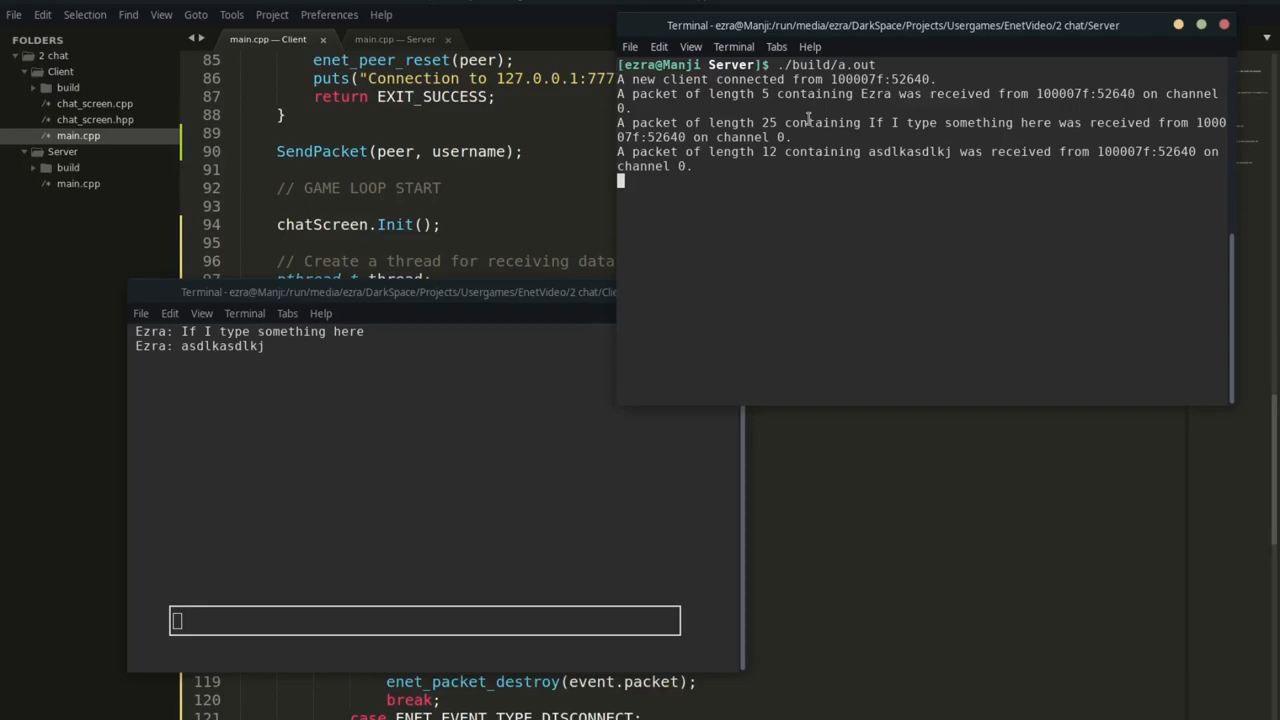 File Edit Selection Find View Goto Tools Project Preferences Help
FOLDERS
2 chat
Client
build
chat_screen.cpp
chat_screen.hpp
main.cpp
Server
build
main.cpp
main.cpp — Client
main.cpp — Server
85 enet_peer_reset(peer);
86 puts("Connection to 127.0.0.1:777
87 return EXIT_SUCCESS;
88 }
89
90 SendPacket(peer, username);
91
92 // GAME LOOP START
93
94 chatScreen.Init();
95
96 // Create a thread for receiving data
97 pthread_t thread;
119 enet_packet_destroy(event.packet);
120 break;
121 case ENET_EVENT_TYPE_DISCONNECT:
Terminal - ezra@Manji:/run/media/ezra/DarkSpace/Projects/Usergames/EnetVideo/2 chat/Server
File Edit View Terminal Tabs Help
[ezra@Manji Server]$ ./build/a.out
A new client connected from 100007f:52640.
A packet of length 5 containing Ezra was received from 100007f:52640 on channel
0.
A packet of length 25 containing If I type something here was received from 1000
07f:52640 on channel 0.
A packet of length 12 containing asdlkasdlkj was received from 100007f:52640 on
channel 0.
Terminal - ezra@Manji:/run/media/ezra/DarkSpace/Projects/Usergames/EnetVideo/2 chat/Clie
File Edit View Terminal Tabs Help
Ezra: If I type something here
Ezra: asdlkasdlkj